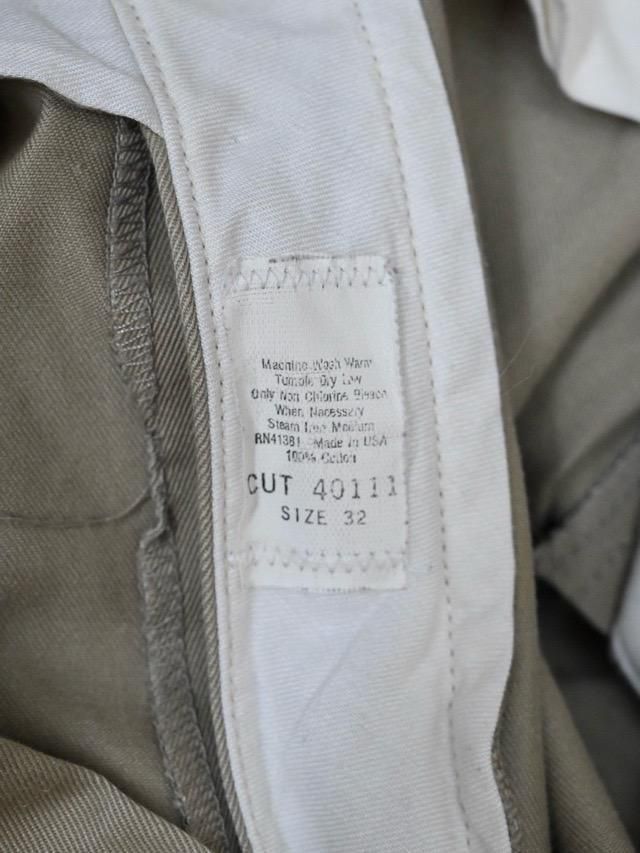 Machine Wash Warm
Tumble Dry Low
Only Non Chlorine Bleach
When Necessary
Steam Iron Medium
RN41381 Made in USA
100% Cotton
CUT 40111
SIZE 32